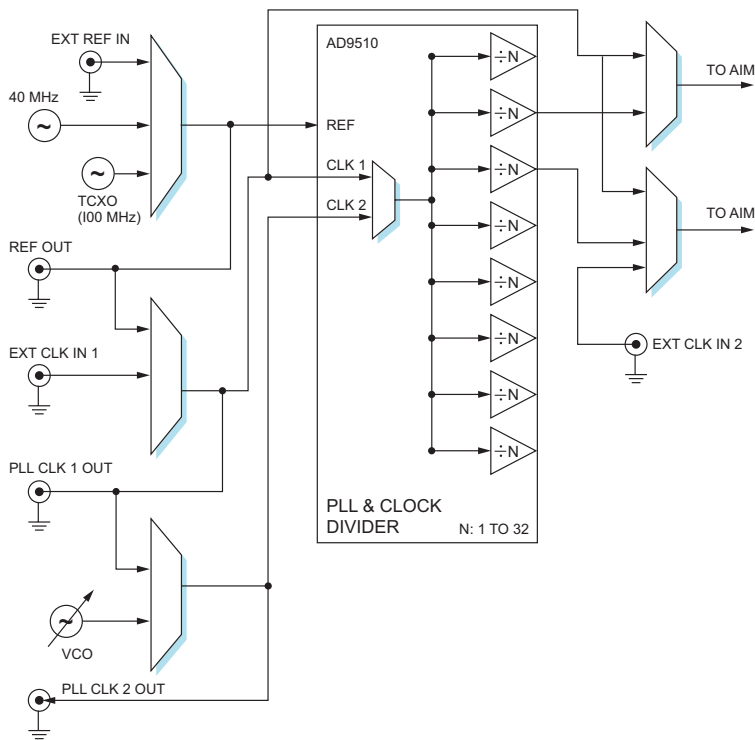 EXT REF IN
40 MHz
TCXO
(I00 MHz)
REF OUT
EXT CLK IN 1
PLL CLK 1 OUT
VCO
PLL CLK 2 OUT
AD9510
REF
CLK 1
CLK 2
÷N
÷N
÷N
÷N
÷N
÷N
÷N
÷N
PLL & CLOCK
DIVIDER
N: 1 TO 32
TO AIM
TO AIM
EXT CLK IN 2